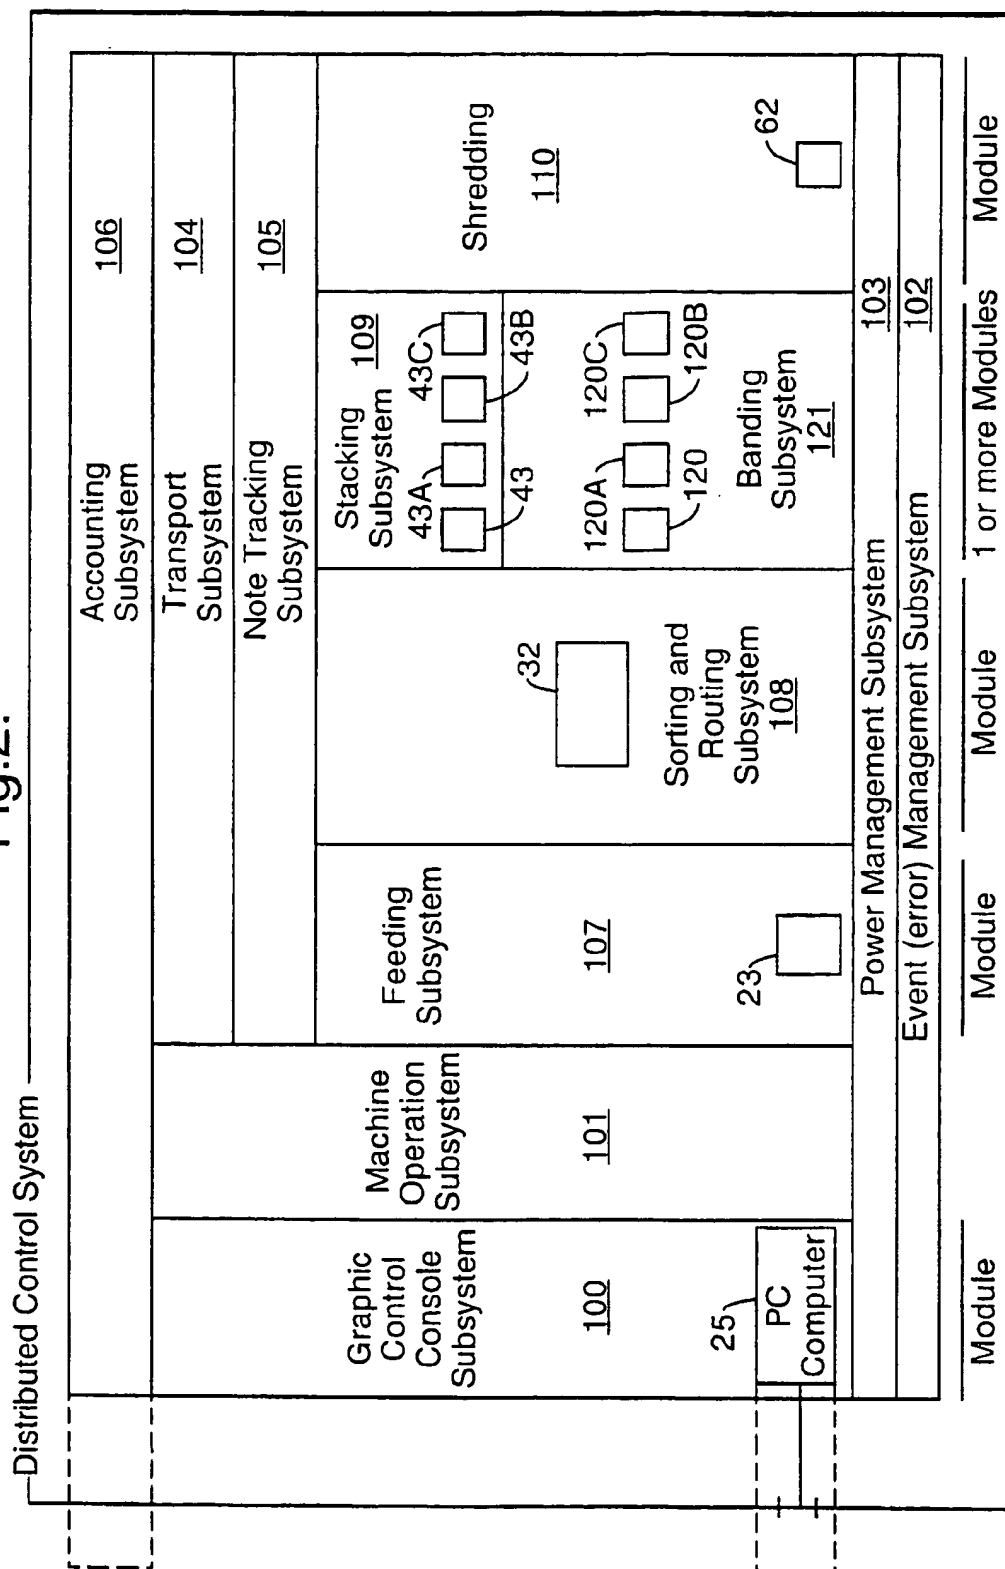 Fig.2.
Distributed Control System
Accounting
Subsystem
106
Transport
Subsystem
104
Note Tracking
Subsystem
105
Graphic
Control
Console
Subsystem
100
25
PC
Computer
Machine
Operation
Subsystem
101
Feeding
Subsystem
107
23
32
Sorting and
Routing
Subsystem
108
Stacking
Subsystem
109
43A
43C
43
43B
120A
120C
120
120B
Banding
Subsystem
121
Shredding
110
62
Power Management Subsystem
103
Event (error) Management Subsystem
102
Module
Module
Module
1 or more Modules
Module